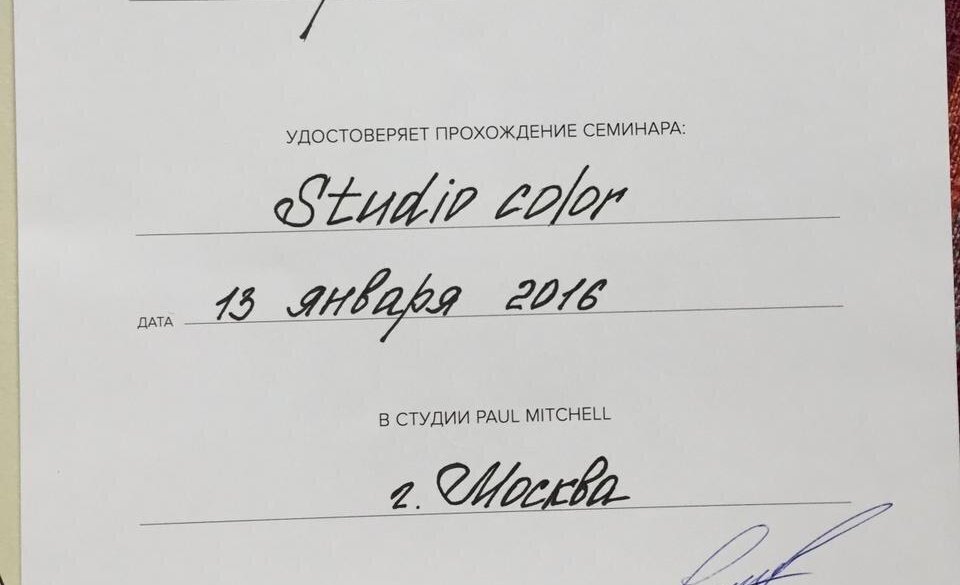 УДОСТОВЕРЯЕТ ПРОХОЖДЕНИЕ СЕМИНАРА:
Studio color
ДАТА 13 января 2016
В СТУДИИ PAUL MITCHELL
г. Москва